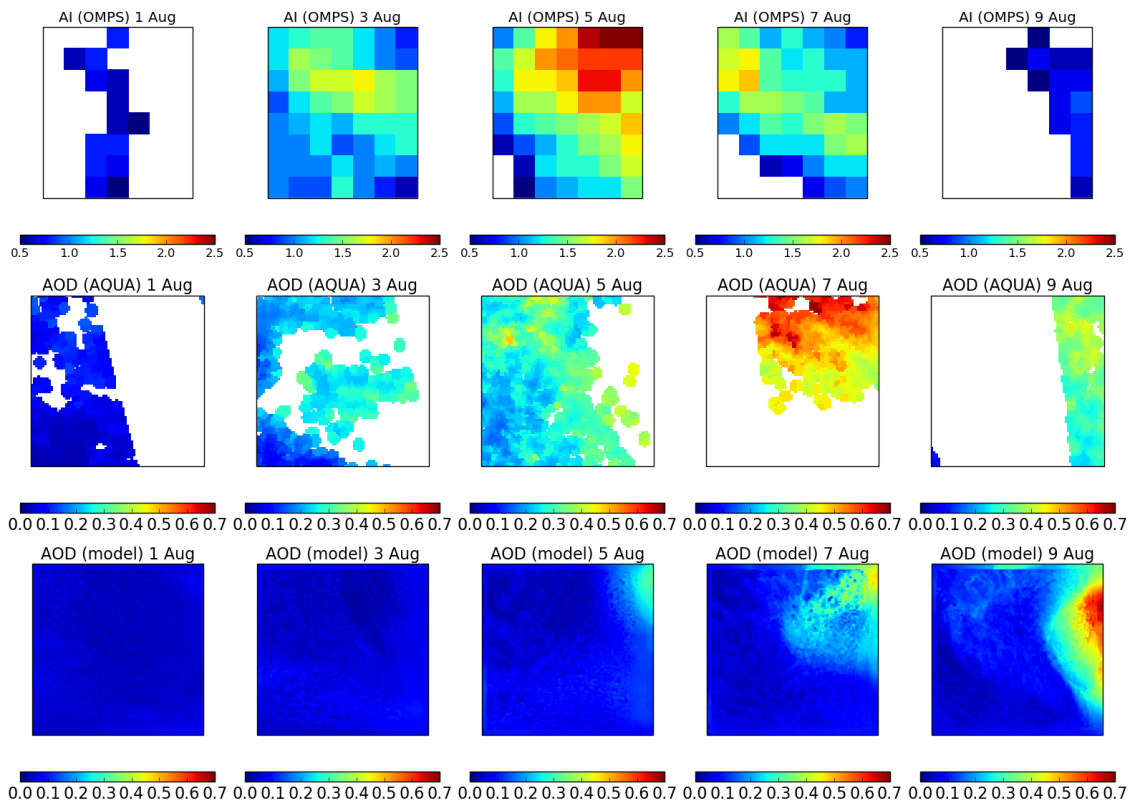 AI (OMPS) 1 Aug AI (OMPS) 3 Aug AI (OMPS) 5 Aug AI (OMPS) 7 Aug AI (OMPS) 9 Aug
0.5 1.0 1.5 2.0 2.5 0.5 1.0 1.5 2.0 2.5 0.5 1.0 1.5 2.0 2.5 0.5 1.0 1.5 2.0 2.5 0.5 1.0 1.5 2.0 2.5
AOD (AQUA) 1 Aug AOD (AQUA) 3 Aug AOD (AQUA) 5 Aug AOD (AQUA) 7 Aug AOD (AQUA) 9 Aug
0.0 0.1 0.2 0.3 0.4 0.5 0.6 0.7 0.0 0.1 0.2 0.3 0.4 0.5 0.6 0.7 0.0 0.1 0.2 0.3 0.4 0.5 0.6 0.7 0.0 0.1 0.2 0.3 0.4 0.5 0.6 0.7 0.0 0.1 0.2 0.3 0.4 0.5 0.6 0.7
AOD (model) 1 Aug AOD (model) 3 Aug AOD (model) 5 Aug AOD (model) 7 Aug AOD (model) 9 Aug
0.0 0.1 0.2 0.3 0.4 0.5 0.6 0.7 0.0 0.1 0.2 0.3 0.4 0.5 0.6 0.7 0.0 0.1 0.2 0.3 0.4 0.5 0.6 0.7 0.0 0.1 0.2 0.3 0.4 0.5 0.6 0.7 0.0 0.1 0.2 0.3 0.4 0.5 0.6 0.7